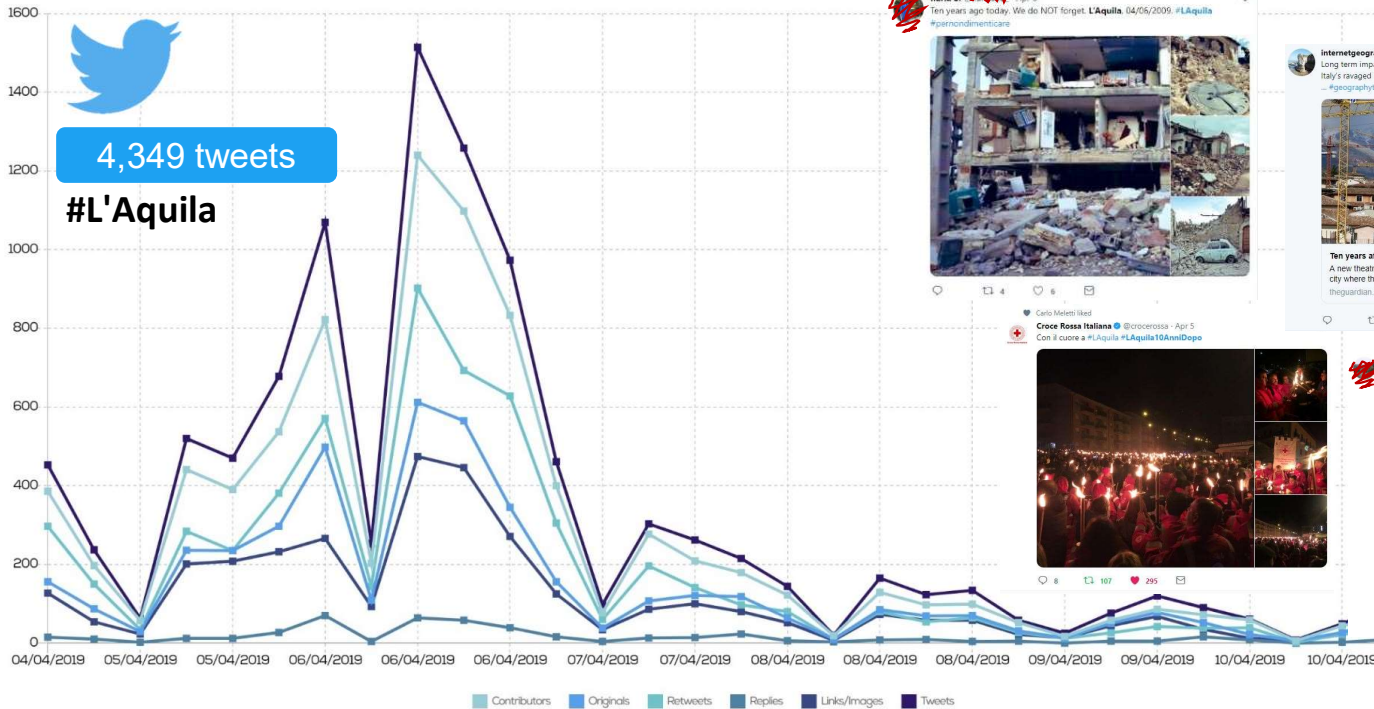 1600
1400
1200
1000
800
600
400
200
0
4,349 tweets
#L'Aquila
04/04/2019 05/04/2019 05/04/2019 06/04/2019 06/04/2019 06/04/2019 07/04/2019 07/04/2019 08/04/2019 08/04/2019 08/04/2019 09/04/2019 09/04/2019 10/04/2019 10/04/2019
Contributors Originals Retweets Replies Links/Images Tweets
Ten years ago today. We do NOT forget. L'Aquila. 04/06/2009. #LAquila
#pernondimenticare
4 6
internetgeogr
Long term imp
Italy's ravaged
... #geographyt
Ten years a
A new theatr
city where th
theguardian.
Carlo Meletti liked
Croce Rossa Italiana @crocerossa · Apr 5
Con il cuore a #LAquila #LAquila10AnniDopo
8 107 295